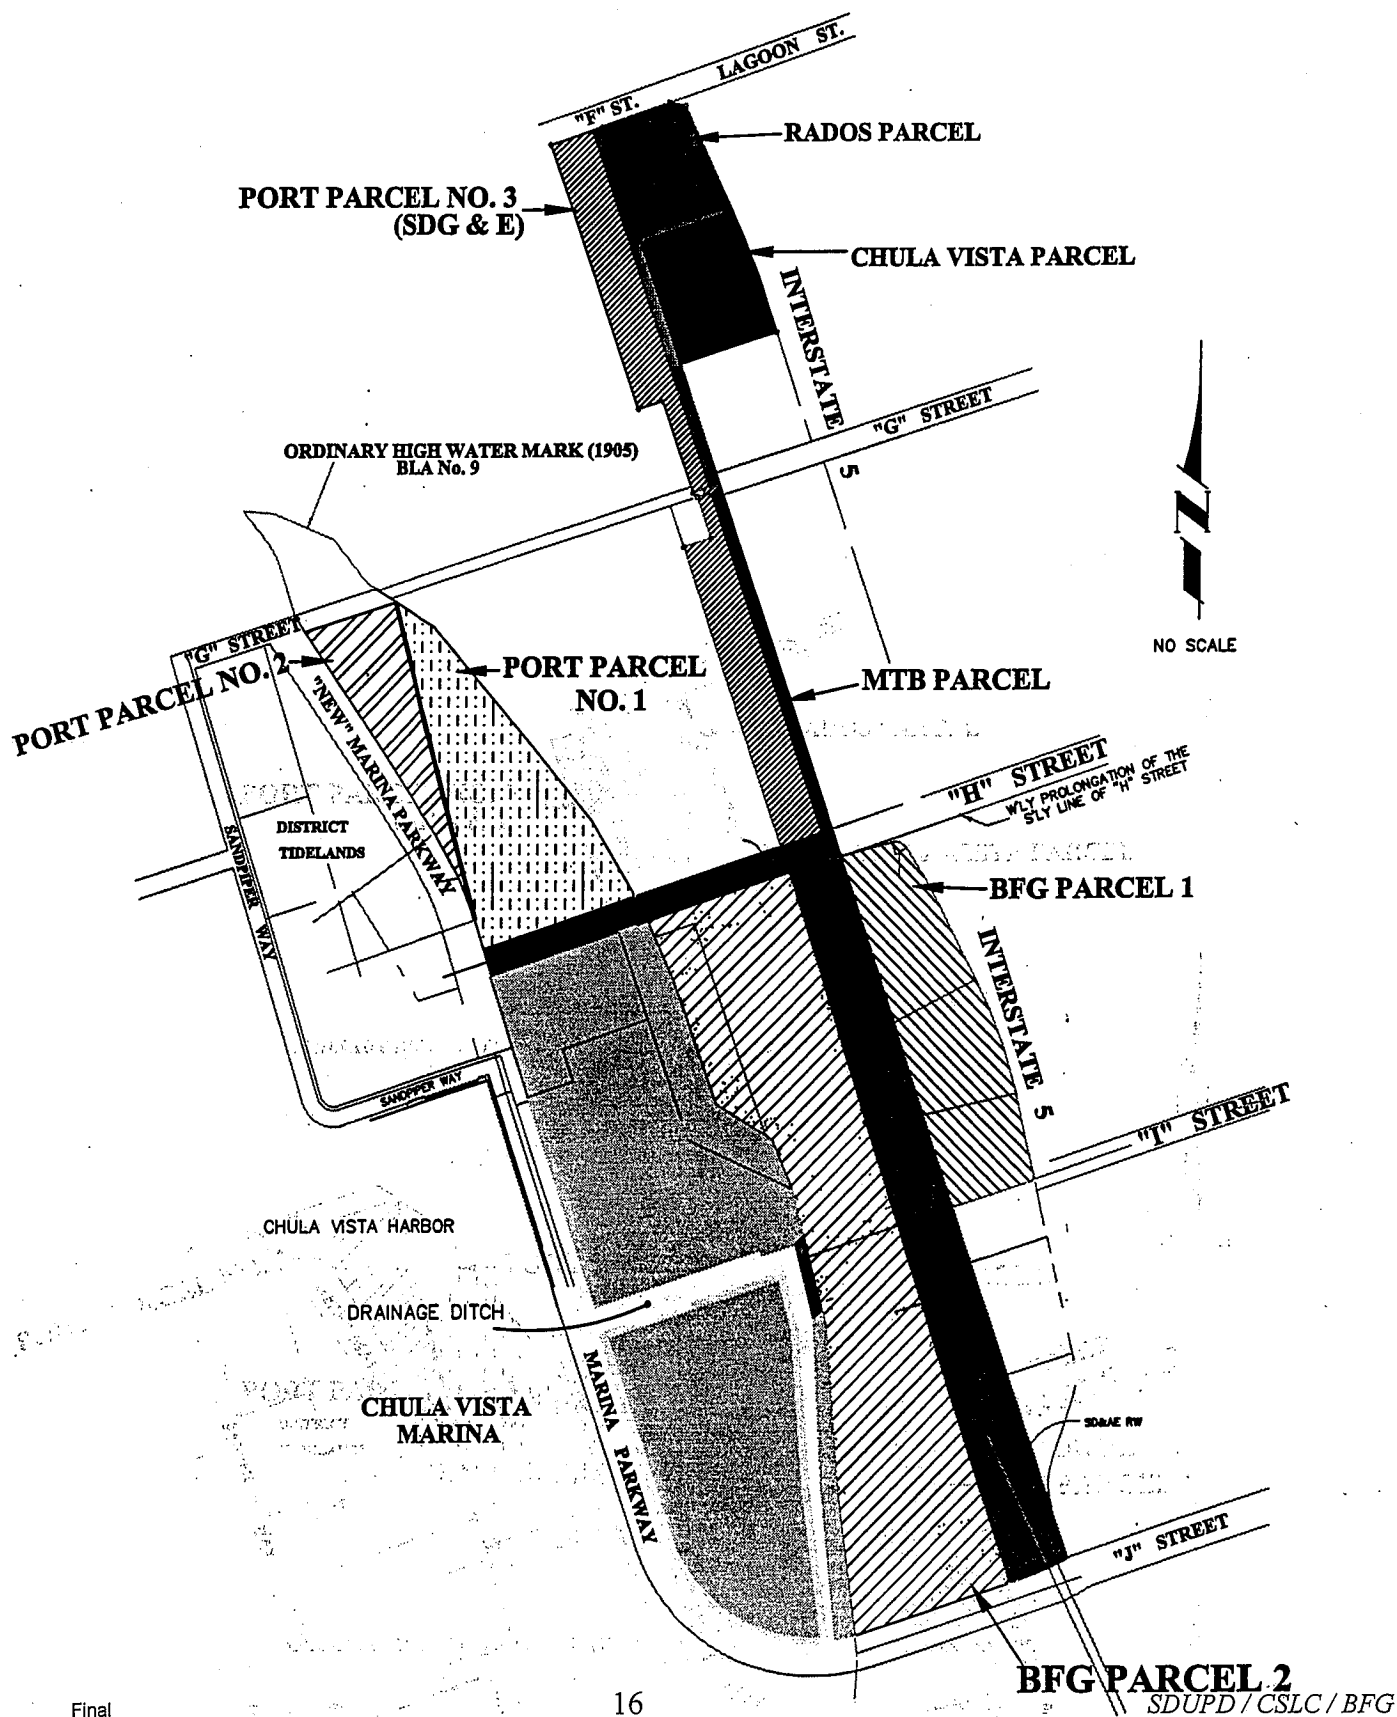 LAGOON ST.
"F" ST.
RADOS PARCEL
PORT PARCEL NO. 3
(SDG & E)
CHULA VISTA PARCEL
INTERSTATE 5
"G" STREET
ORDINARY HIGH WATER MARK (1905)
BLA No. 9
N
NO SCALE
"G" STREET
PORT PARCEL NO. 2
PORT PARCEL
NO. 1
MTB PARCEL
"NEW" MARINA PARKWAY
"H" STREET
W'LY PROLONGATION OF THE
S'LY LINE OF "H" STREET
DISTRICT
TIDELANDS
SANDPIPER WAY
BFG PARCEL 1
INTERSTATE 5
SANDPIPER WAY
"I" STREET
CHULA VISTA HARBOR
DRAINAGE DITCH
MARINA PARKWAY
CHULA VISTA
MARINA
SD&AE RW
"J" STREET
BFG PARCEL 2
Final
16
SDUPD / CSLC / BFG